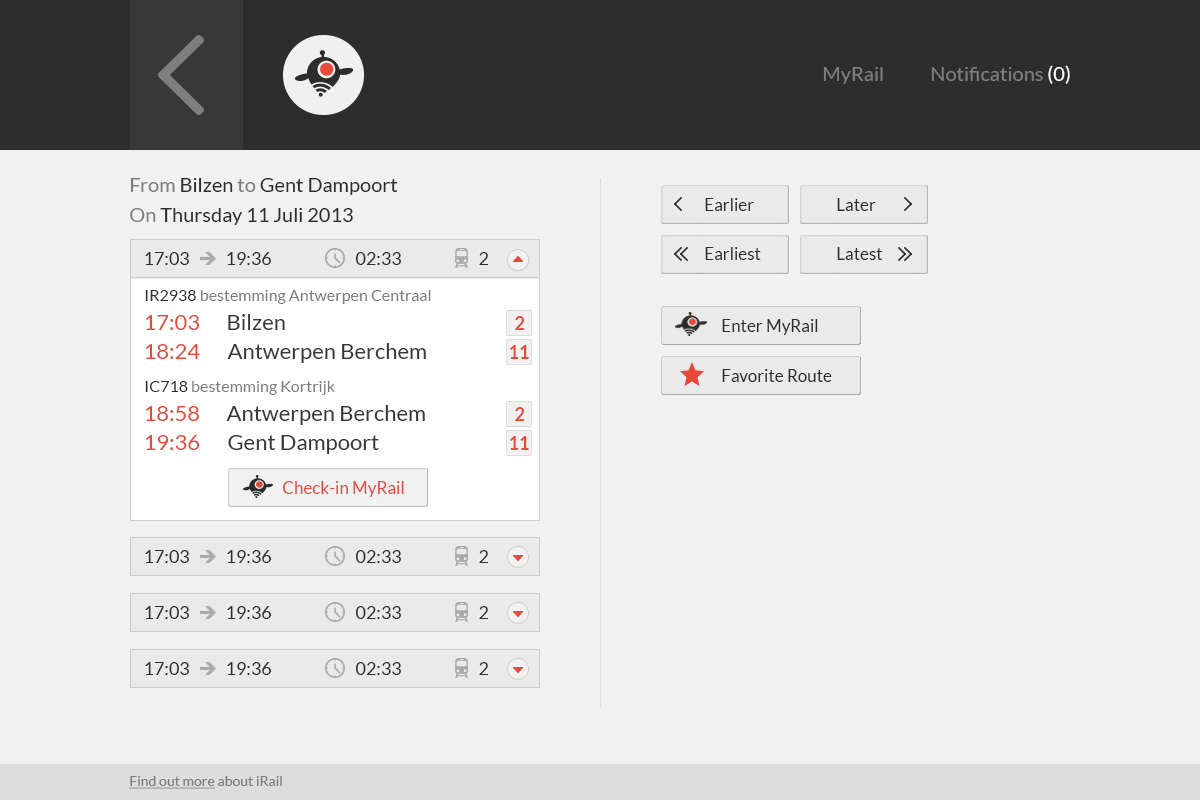 MyRail Notifications (0)
From Bilzen to Gent Dampoort
On Thursday 11 Juli 2013
17:03 19:36 02:33 2
IR2938 bestemming Antwerpen Centraal
17:03 Bilzen 2
18:24 Antwerpen Berchem 11
IC718 bestemming Kortrijk
18:58 Antwerpen Berchem 2
19:36 Gent Dampoort 11
Check-in MyRail
17:03 19:36 02:33 2
17:03 19:36 02:33 2
17:03 19:36 02:33 2
Earlier Later
Earliest Latest
Enter MyRail
Favorite Route
Find out more about iRail